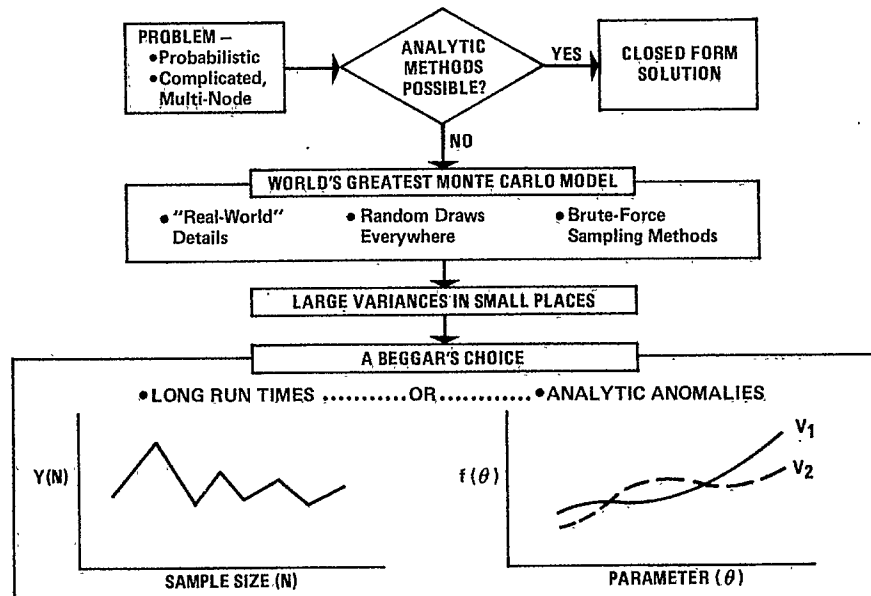 PROBLEM –
•Probabilistic
•Complicated,
Multi-Node
ANALYTIC
METHODS
POSSIBLE?
YES
CLOSED FORM
SOLUTION
NO
WORLD'S GREATEST MONTE CARLO MODEL
• "Real-World"
Details
• Random Draws
Everywhere
• Brute-Force
Sampling Methods
LARGE VARIANCES IN SMALL PLACES
A BEGGAR'S CHOICE
•LONG RUN TIMES ..........OR ............•ANALYTIC ANOMALIES
Y(N)
SAMPLE SIZE (N)
f(θ)
V1
V2
PARAMETER (θ)